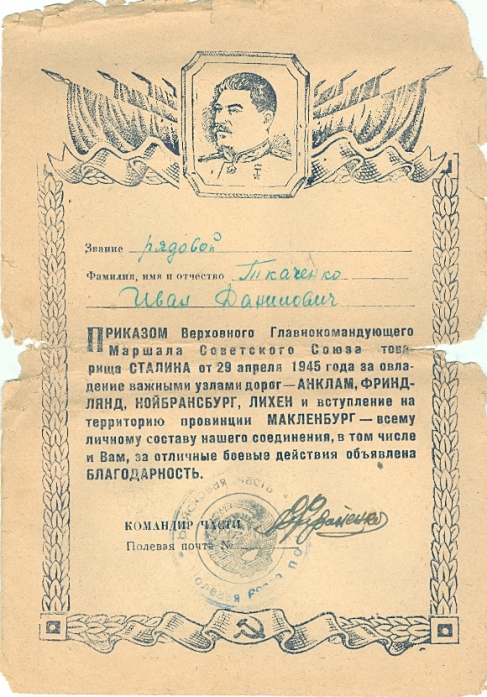 Звание рядовой
Фамилия, имя и отчество Ткаченко
Иван Данилович
ПРИКАЗОМ Верховного Главнокомандующего
Маршала Советского Союза това
рища СТАЛИНА от 29 апреля 1945 года за овла-
дение важными узлами дорог—АНКЛАМ, ФРИНД-
ЛЯНД, НОЙБРАНСБУРГ, ЛИХЕН и вступление на
территорию провинции МАКЛЕНБУРГ—всему
личному составу нашего соединения, в том числе
и Вам, за отличные боевые действия объявлена
БЛАГОДАРНОСТЬ.
КОМАНДИР ЧАСТИ
Полевая почта №
часть